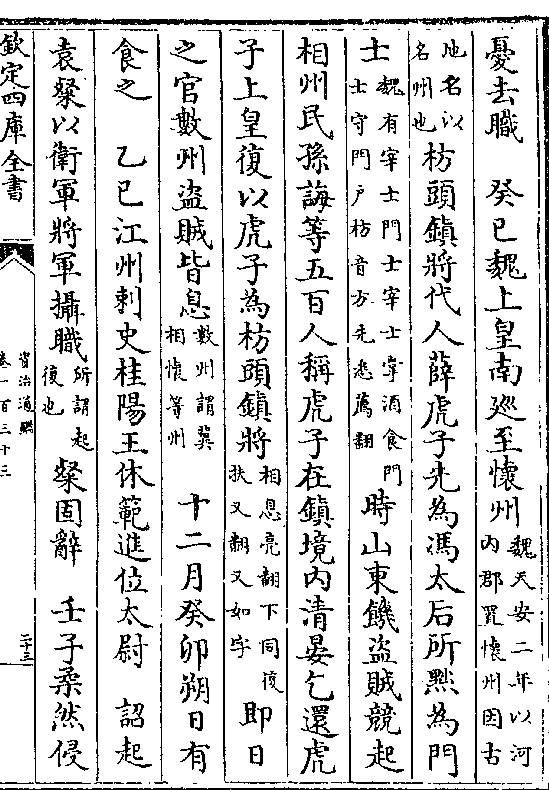 憂去職　癸巳魏上皇南廵至懷州魏天安二年以河内郡置懷州因古
地名以名州也枋頭鎮將代人薛虎子先為馮太后所黜為門
士魏有宰士門士宰士掌酒食門士守門戸枋音方先悉薦翻時山東饑盜賊競起
相州民孫誨等五百人稱虎子在鎮境内清晏乞還虎
子上皇復以虎子為枋頭鎮將相息亮翻下同復扶又翻又如字即日
之官數州盜賊皆息數州謂冀相懷等州　十二月癸卯朔日有
食之　乙巳江州刺史桂陽王休範進位太尉　詔起
袁粲以衛軍將軍攝職所謂起復也粲固辭　壬子柔然侵
欽定四庫全書
資治通鑑
卷一百三十三
二十三